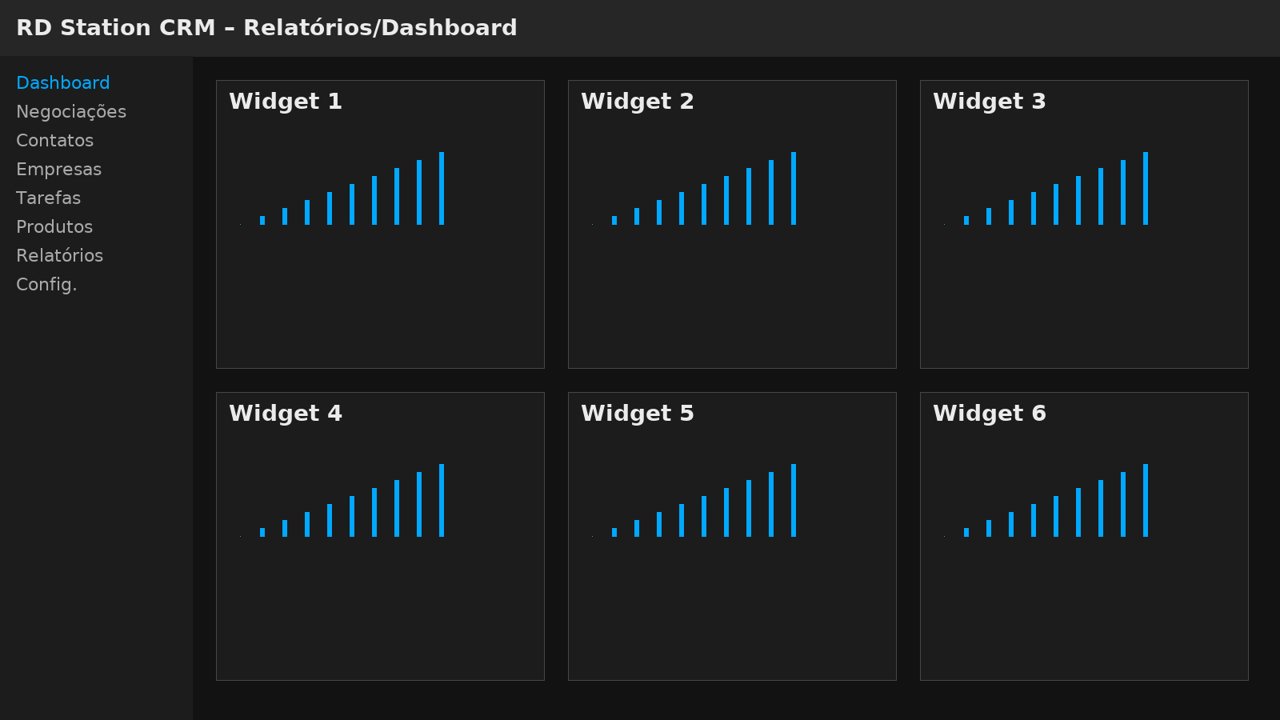 RD Station CRM – Relatórios/Dashboard
Dashboard
Negociações
Contatos
Empresas
Tarefas
Produtos
Relatórios
Config.
Widget 1
Widget 2
Widget 3
Widget 4
Widget 5
Widget 6